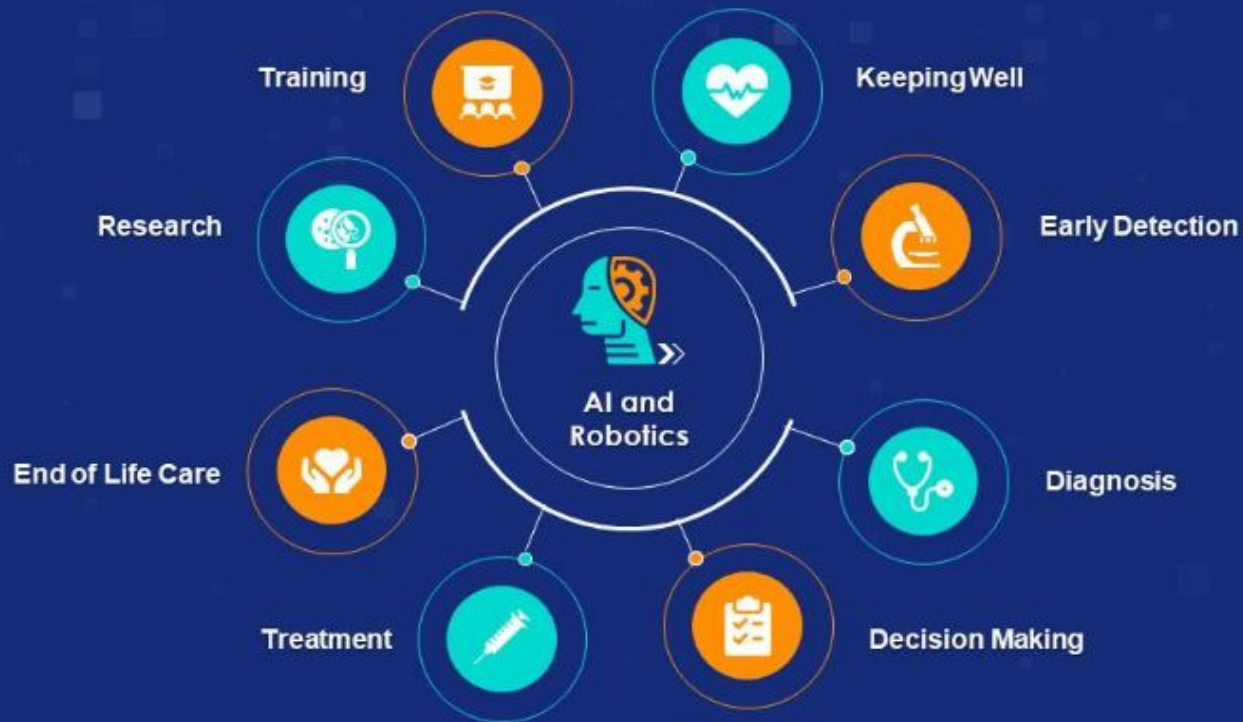 Training
Keeping Well
Research
Early Detection
AI and
Robotics
End of Life Care
Diagnosis
Treatment
Decision Making